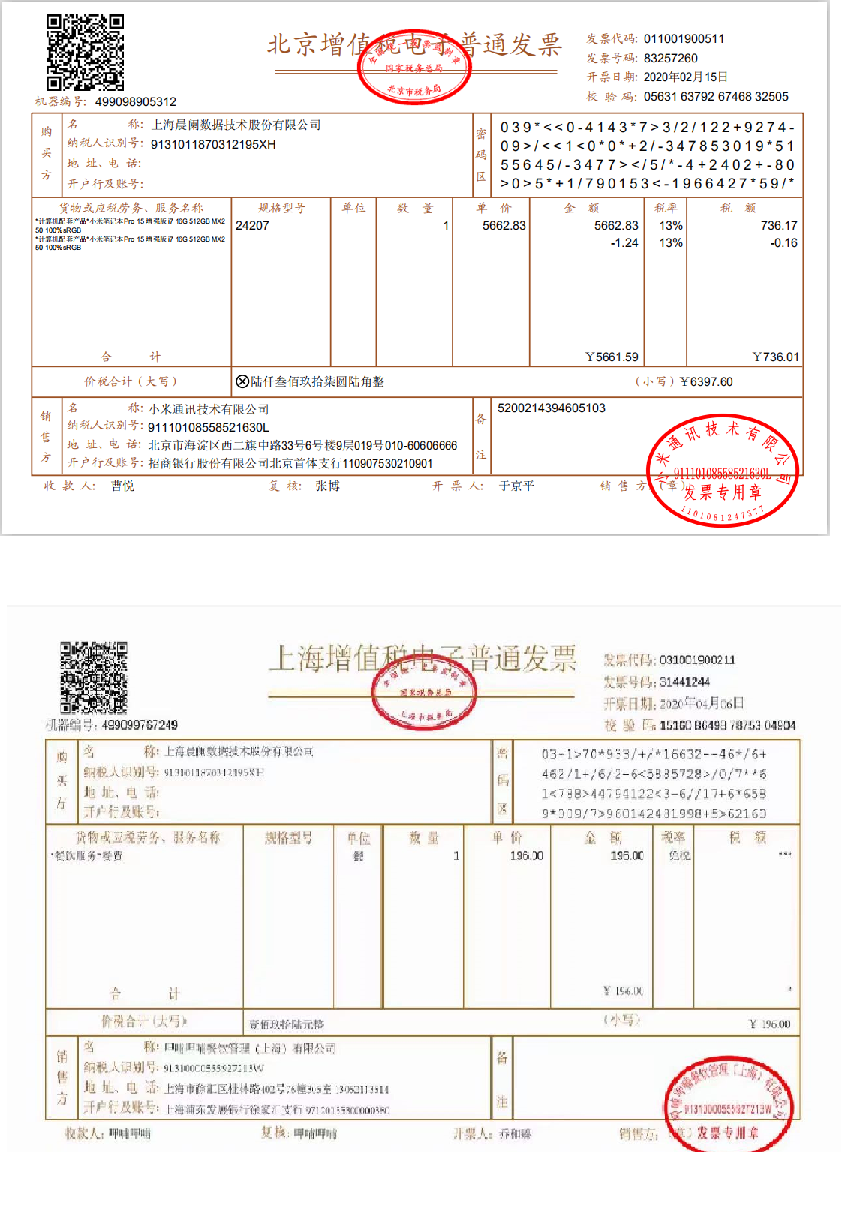 北京增值税电子普通发票
发票代码: 011001900511
发票号码: 83257260
开票日期: 2020年02月15日
校 验 码: 05631 63792 67468 32505
机器编号: 499098905312
全国统一发票监制章
国家税务总局
北京市税务局
购买方
名 称: 上海晨阑数据技术股份有限公司
纳税人识别号: 9131011870312195XH
地 址、电 话:
开户行及账号:
密码区
039*<<0-4143*7>3/2/122+9274-
09>/<<1<0*0*+2/-347853019*51
55645/-3477></5/*-4+2402+-80
>0>5*+1/790153<-1966427*59/*
货物或应税劳务、服务名称 规格型号 单位 数 量 单 价 金 额 税率 税 额
*计算机配套产品*小米笔记本Pro 15 增强版 i7 16G 512GB MX2 24207 1 5662.83 5662.83 13% 736.17
50 100%sRGB
*计算机配套产品*小米笔记本Pro 15 增强版 i7 16G 512GB MX2 -1.24 13% -0.16
50 100%sRGB
合 计 ￥5661.59 ￥736.01
价税合计（大写） ⊗陆仟叁佰玖拾柒圆陆角整 （小写）￥6397.60
销售方
名 称: 小米通讯技术有限公司
纳税人识别号: 91110108558521630L
地 址、电 话: 北京市海淀区西二旗中路33号6号楼9层019号010-60606666
开户行及账号: 招商银行股份有限公司北京首体支行110907530210901
备注
5200214394605103
收 款 人: 曹悦 复 核: 张博 开 票 人: 于京平 销 售 方:（章）
小米通讯技术有限公司
91110108558521630L
发票专用章
1101081247577
上海增值税电子普通发票
发票代码: 031001900211
发票号码: 31441244
开票日期: 2020年04月06日
校 验 码: 15160 86493 78753 04904
机器编号: 499099767249
全国统一发票监制章
国家税务总局
上海市税务局
购买方
名 称: 上海晨阑数据技术股份有限公司
纳税人识别号: 9131011870312195XH
地 址、电 话:
开户行及账号:
密码区
03-1>70*933/+/*16632--46*/6+
462/1+/6/2-6<5885728>/0/7**6
1<788>44794122<3-6//17+6*658
9*009/7>960142481998+5>62160
货物或应税劳务、服务名称 规格型号 单位 数 量 单 价 金 额 税率 税 额
*餐饮服务*餐费 餐 1 196.00 196.00 免税 ***
合 计 ￥ 196.00 *
价税合计（大写） 壹佰玖拾陆元整 （小写） ￥ 196.00
销售方
名 称: 呷哺呷哺餐饮管理（上海）有限公司
纳税人识别号: 91310000555927213W
地 址、电 话: 上海市徐汇区桂林路402号76幢305室 13062113514
开户行及账号: 上海浦东发展银行徐家汇支行 97120155300000380
备注
收款人: 呷哺呷哺 复核: 呷哺呷哺 开票人: 乔和臻 销售方:（章）
呷哺呷哺餐饮管理（上海）有限公司
91310000555927213W
发票专用章